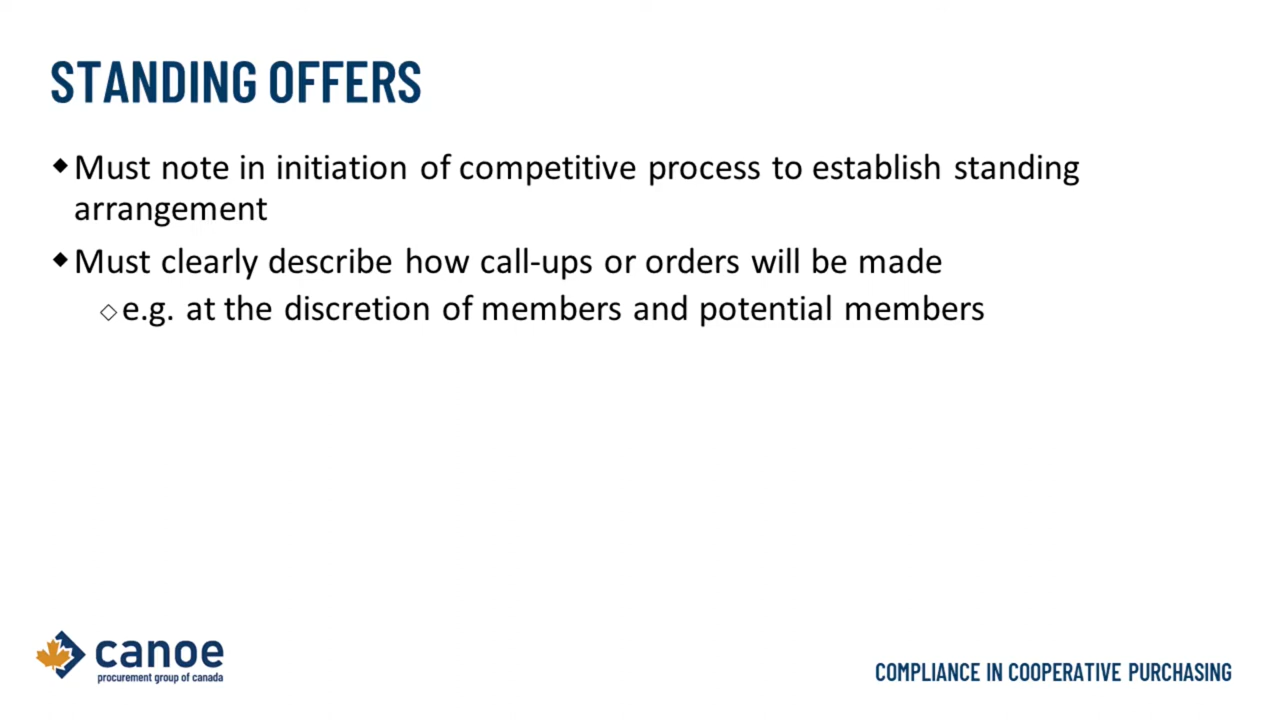 STANDING OFFERS
◆Must note in initiation of competitive process to establish standing
arrangement
◆Must clearly describe how call-ups or orders will be made
◇e.g. at the discretion of members and potential members
canoe
procurement group of canada
COMPLIANCE IN COOPERATIVE PURCHASING